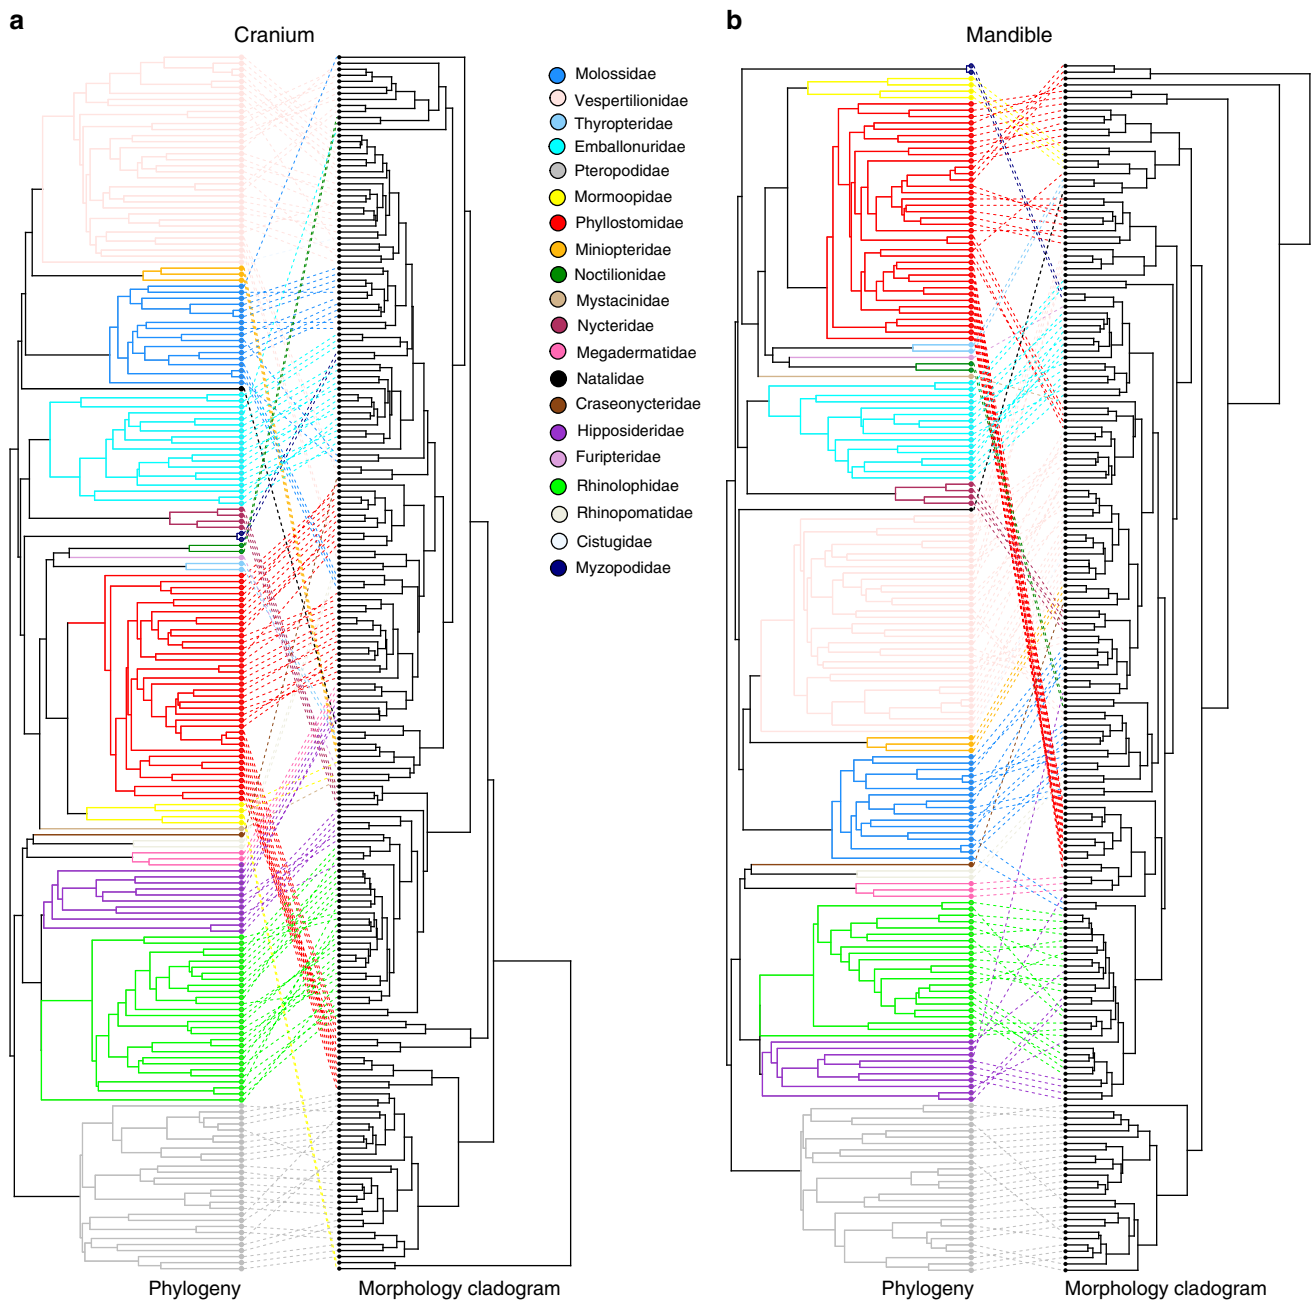 a
Cranium
Phylogeny
Morphology cladogram
Molossidae
Vespertilionidae
Thyropteridae
Emballonuridae
Pteropodidae
Mormoopidae
Phyllostomidae
Miniopteridae
Noctilionidae
Mystacinidae
Nycteridae
Megadermatidae
Natalidae
Craseonycteridae
Hipposideridae
Furipteridae
Rhinolophidae
Rhinopomatidae
Cistugidae
Myzopodidae
b
Mandible
Phylogeny
Morphology cladogram